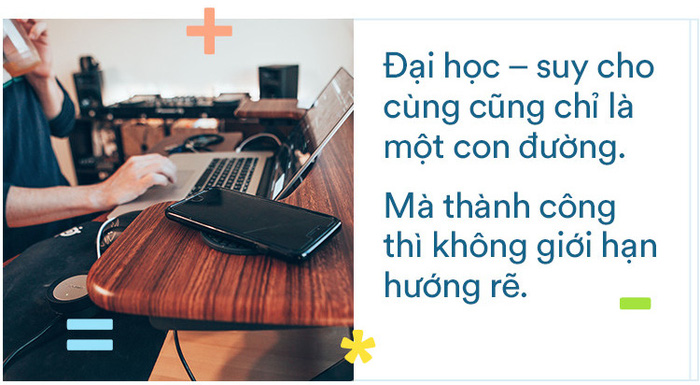 Đại học – suy cho
cùng cũng chỉ là
một con đường.
Mà thành công
thì không giới hạn
hướng rẽ.